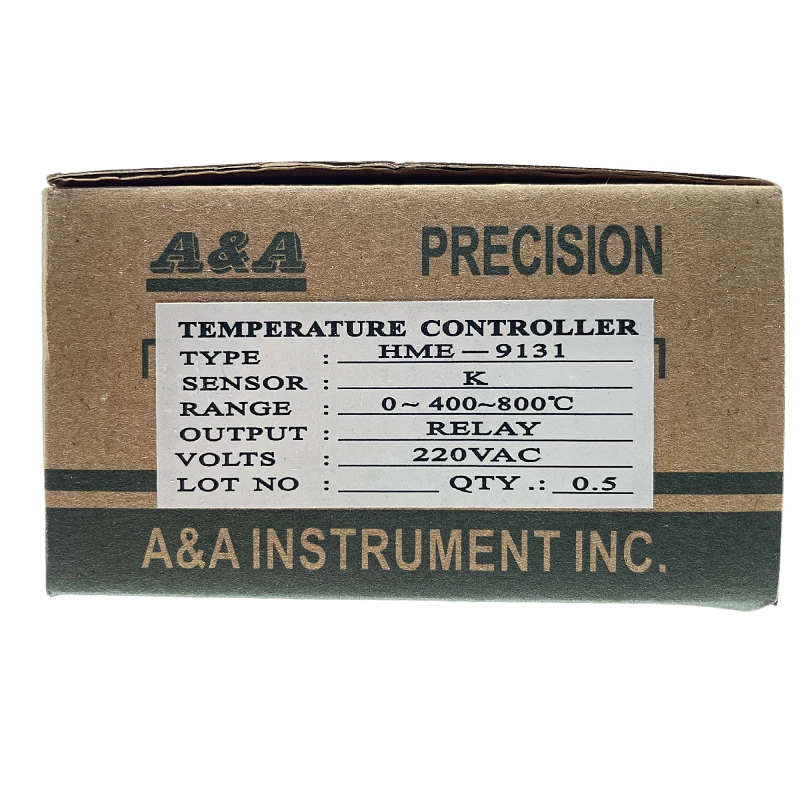 A&A PRECISION
TEMPERATURE CONTROLLER
TYPE : HME－9131
SENSOR : K
RANGE : 0～400～800℃
OUTPUT : RELAY
VOLTS : 220VAC
LOT NO : QTY .: 0.5
A&A INSTRUMENT INC.